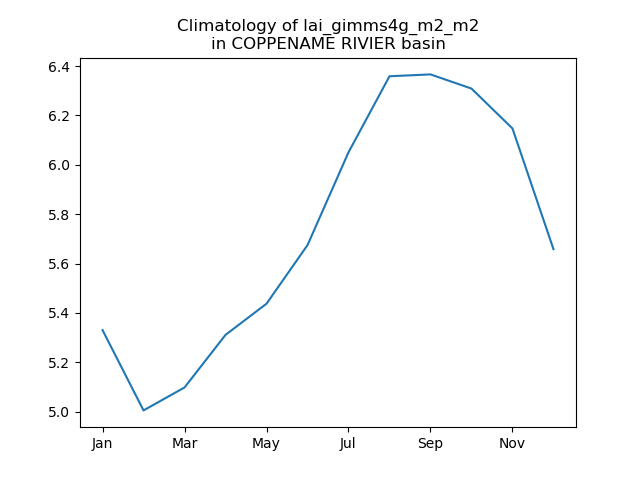 Climatology of lai_gimms4g_m2_m2
in COPPENAME RIVIER basin
6.4
6.2
6.0
5.8
5.6
5.4
5.2
5.0
Jan Mar May Jul Sep Nov